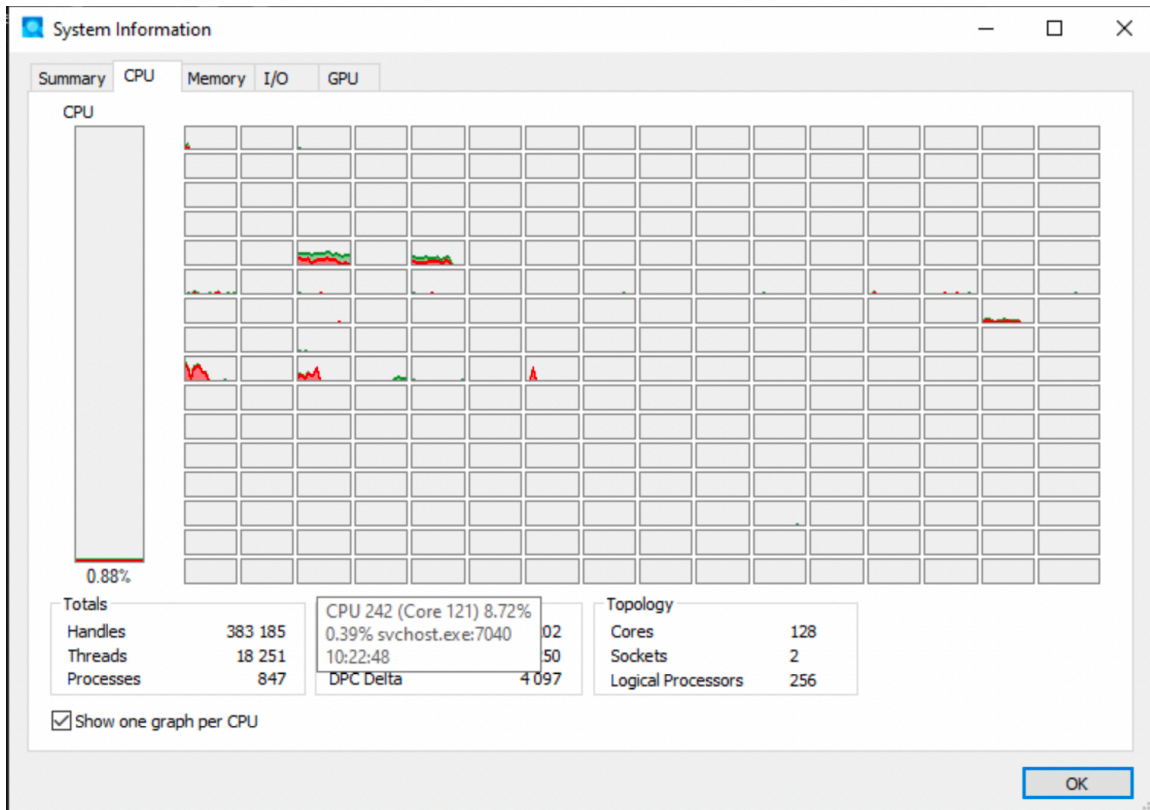 System Information
Summary CPU Memory I/O GPU
CPU
0.88%
Totals
Handles 383 185
Threads 18 251
Processes 847
CPU 242 (Core 121) 8.72%
0.39% svchost.exe:7040
10:22:48
DPC Delta 4 097
Topology
Cores 128
Sockets 2
Logical Processors 256
Show one graph per CPU
OK